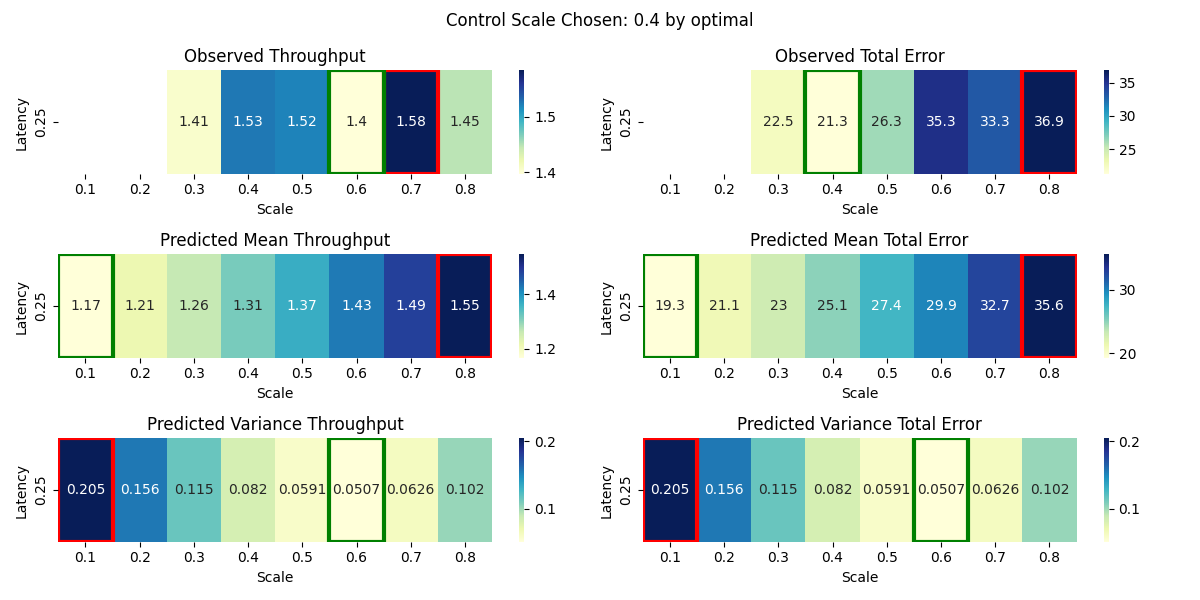 Control Scale Chosen: 0.4 by optimal
Observed Throughput
Latency
0.25
1.41 1.53 1.52 1.4 1.58 1.45
0.1 0.2 0.3 0.4 0.5 0.6 0.7 0.8
Scale
1.5
1.4
Observed Total Error
Latency
0.25
22.5 21.3 26.3 35.3 33.3 36.9
0.1 0.2 0.3 0.4 0.5 0.6 0.7 0.8
Scale
35
30
25
Predicted Mean Throughput
Latency
0.25
1.17 1.21 1.26 1.31 1.37 1.43 1.49 1.55
0.1 0.2 0.3 0.4 0.5 0.6 0.7 0.8
Scale
1.4
1.2
Predicted Mean Total Error
Latency
0.25
19.3 21.1 23 25.1 27.4 29.9 32.7 35.6
0.1 0.2 0.3 0.4 0.5 0.6 0.7 0.8
Scale
30
20
Predicted Variance Throughput
Latency
0.25
0.205 0.156 0.115 0.082 0.0591 0.0507 0.0626 0.102
0.1 0.2 0.3 0.4 0.5 0.6 0.7 0.8
Scale
0.2
0.1
Predicted Variance Total Error
Latency
0.25
0.205 0.156 0.115 0.082 0.0591 0.0507 0.0626 0.102
0.1 0.2 0.3 0.4 0.5 0.6 0.7 0.8
Scale
0.2
0.1